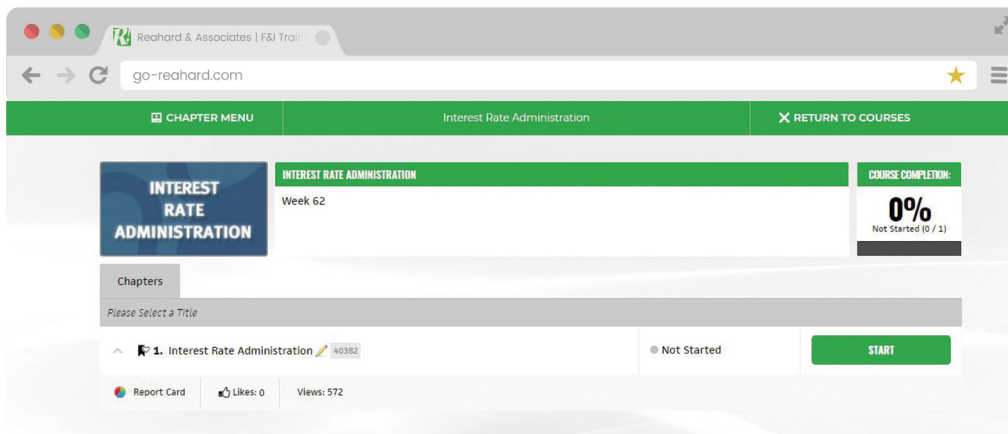 Reahard & Associates | F&I Train
go-reahard.com
CHAPTER MENU
Interest Rate Administration
RETURN TO COURSES
INTEREST
RATE
ADMINISTRATION
INTEREST RATE ADMINISTRATION
Week 62
COURSE COMPLETION:
0%
Not Started (0 / 1)
Chapters
Please Select a Title
1. Interest Rate Administration 40382
Not Started
START
Report Card
Likes: 0
Views: 572